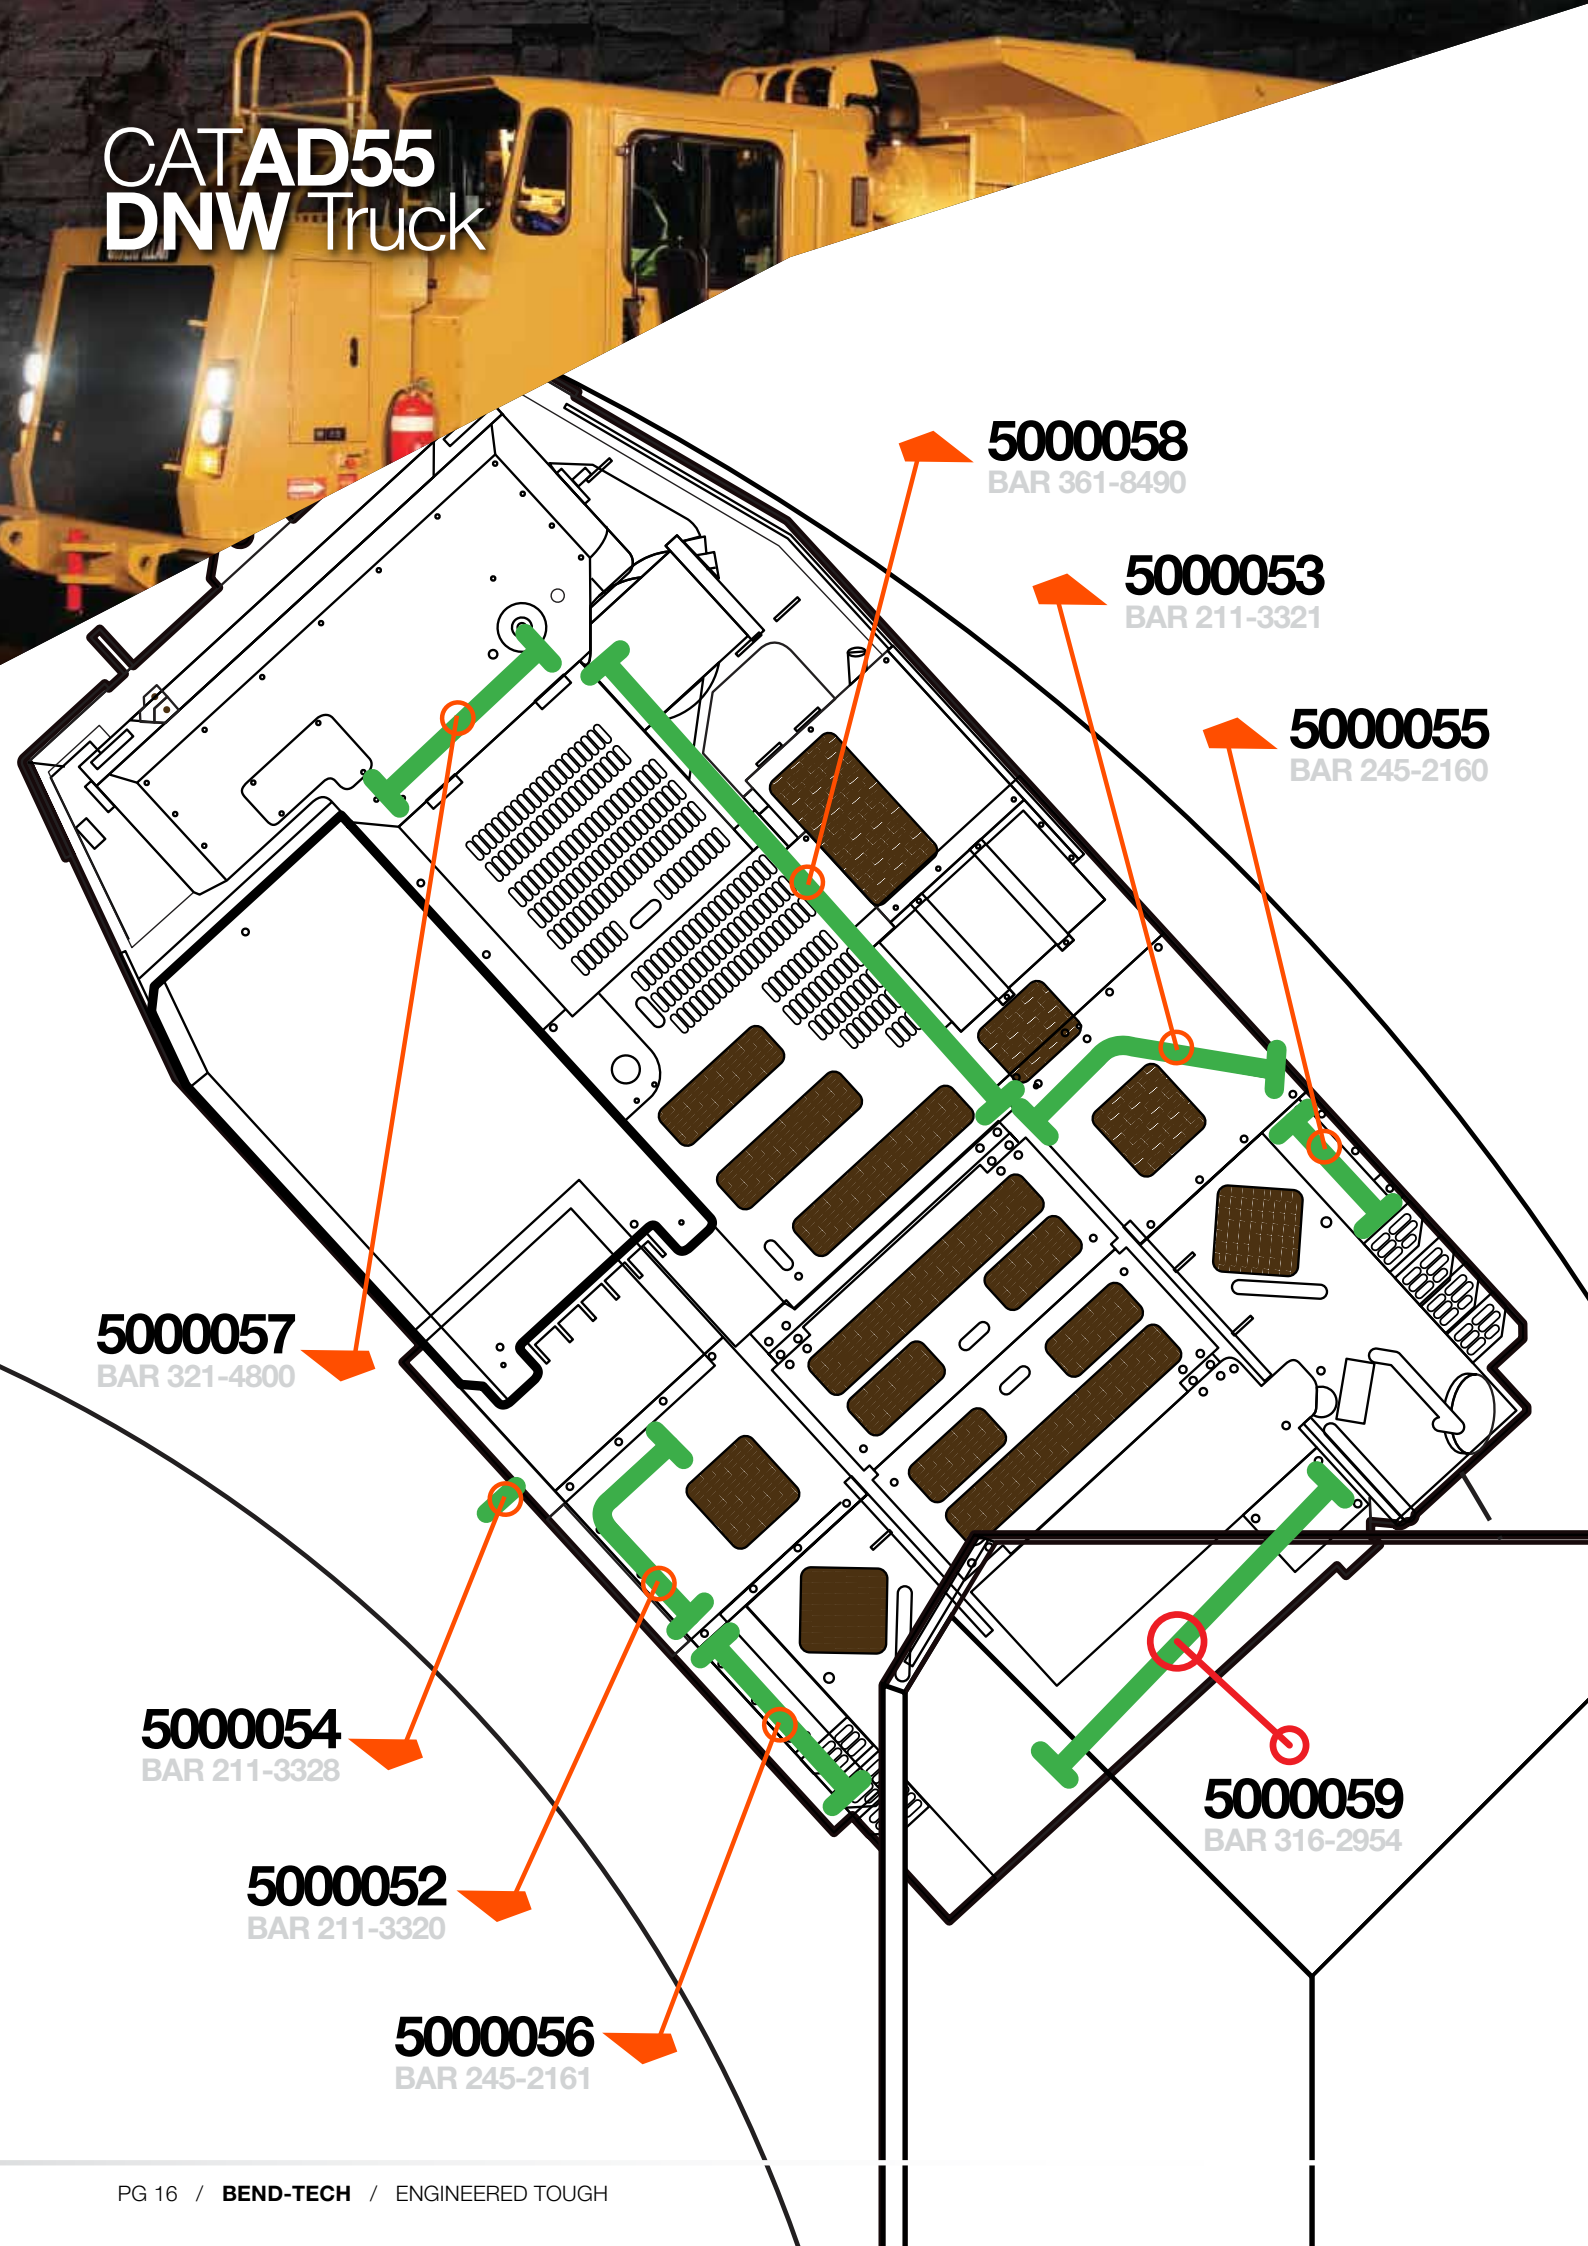 CATAD55
DNW Truck
5000058
BAR 361-8490
5000053
BAR 211-3321
5000055
BAR 245-2160
5000057
BAR 321-4800
5000054
BAR 211-3328
5000059
BAR 316-2954
5000052
BAR 211-3320
5000056
BAR 245-2161
PG 16 / BEND-TECH / ENGINEERED TOUGH